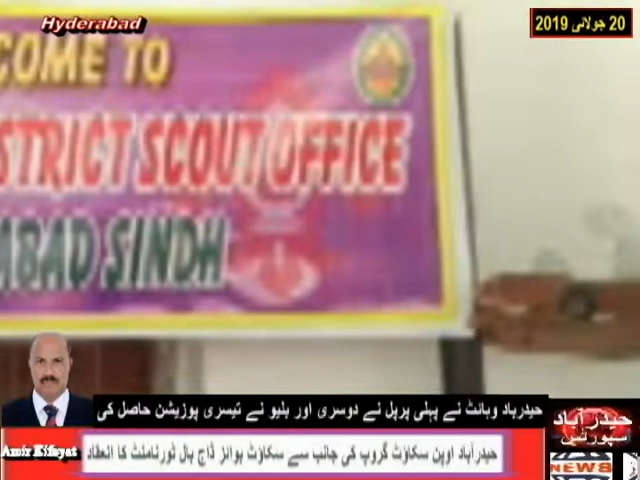 Hyderabad
20 جولائی 2019
COME TO
STRICT SCOUT OFFICE
ABAD SINDH
حیدرباد وہائٹ نے پہلی پرپل نے دوسری اور بلیو نے تیسری پوزیشن حاصل کی
Amir Kifayat
حیدرآباد اوپن سکاؤٹ گروپ کی جانب سے سکاؤٹ بوائز ڈاج بال ٹورنامنٹ کا انعقاد
حیدرآباد
سپورٹس
NEWS